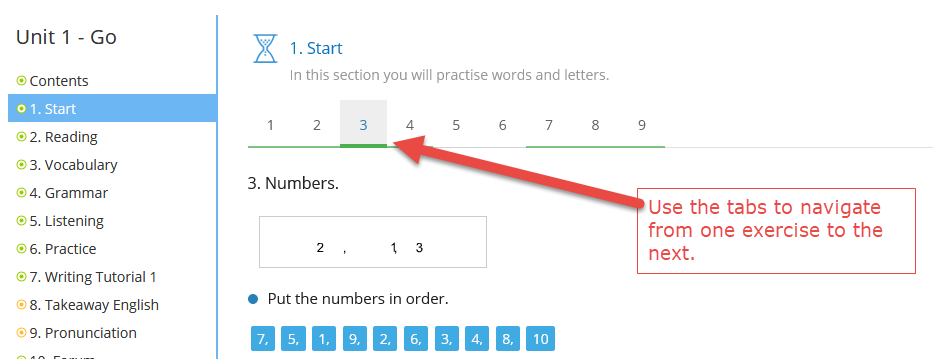 Unit 1 - Go
Contents
1. Start
2. Reading
3. Vocabulary
4. Grammar
5. Listening
6. Practice
7. Writing Tutorial 1
8. Takeaway English
9. Pronunciation
1. Start
In this section you will practise words and letters.
1 2 3 4 5 6 7 8 9
3. Numbers.
2 , 1, 3
Put the numbers in order.
7, 5, 1, 9, 2, 6, 3, 4, 8, 10
Use the tabs to navigate
from one exercise to the
next.